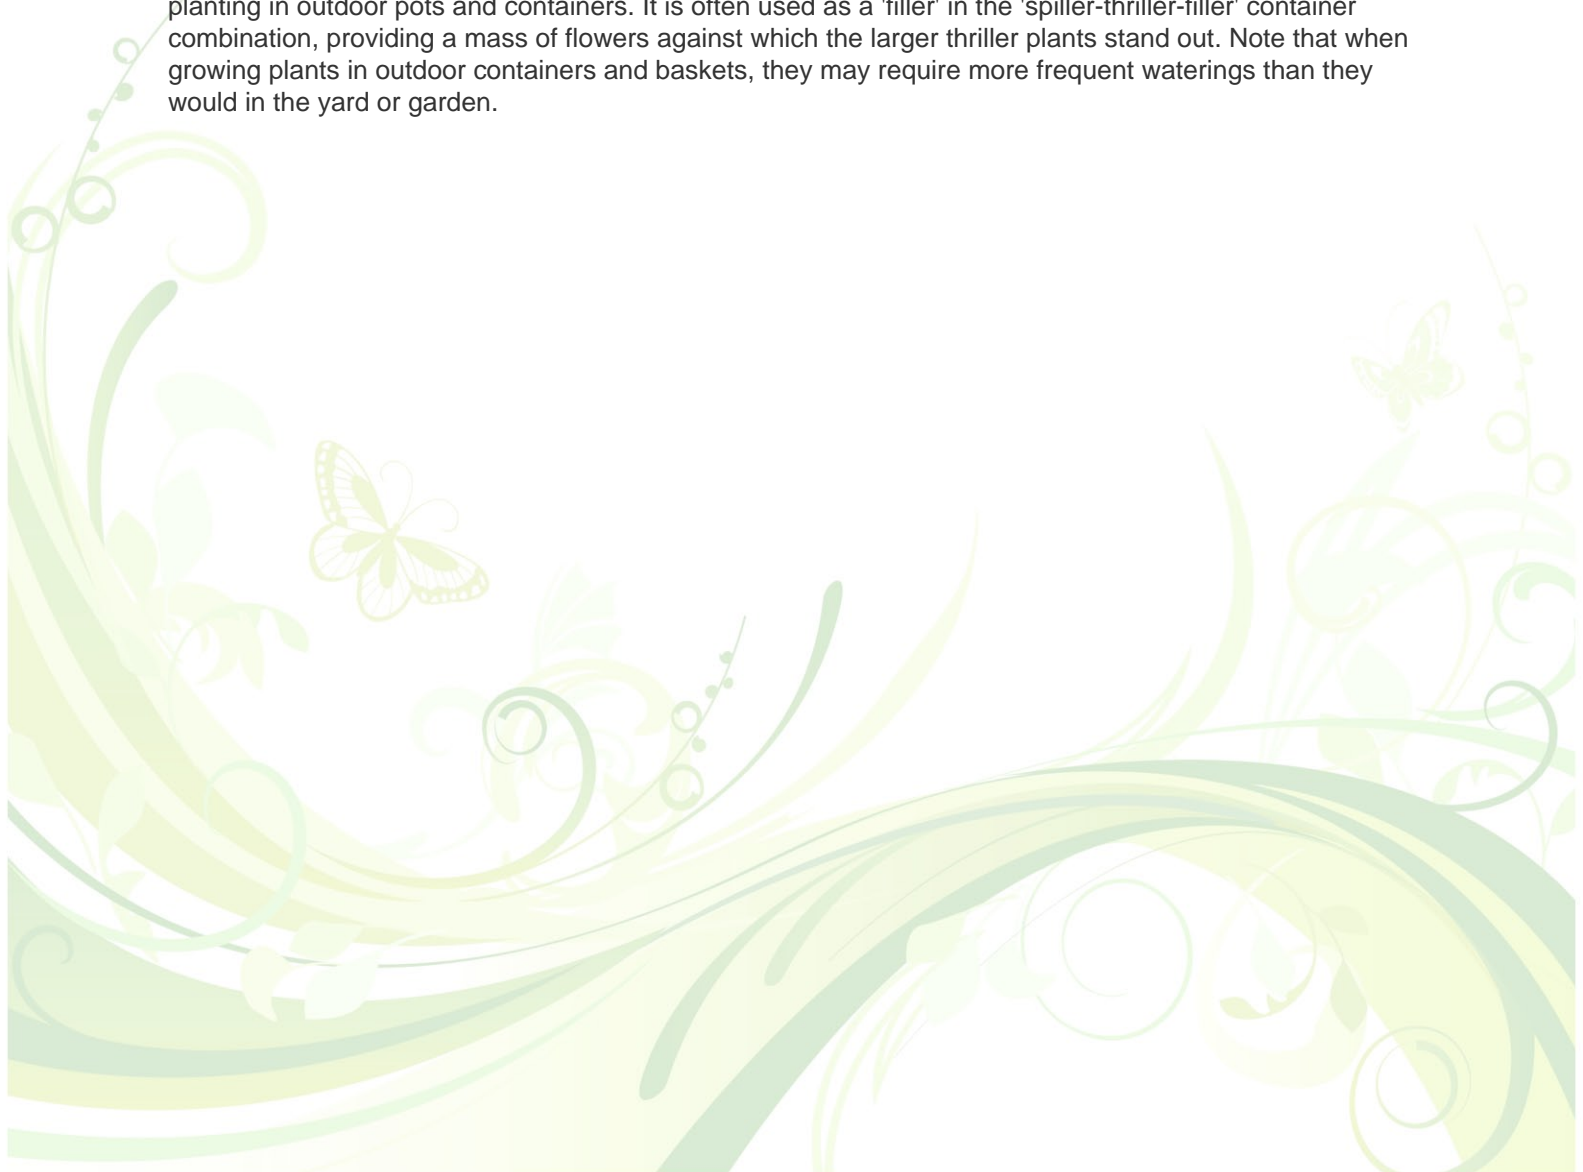 planting in outdoor pots and containers. It is often used as a 'filler' in the 'spiller-thriller-filler' container
combination, providing a mass of flowers against which the larger thriller plants stand out. Note that when
growing plants in outdoor containers and baskets, they may require more frequent waterings than they
would in the yard or garden.